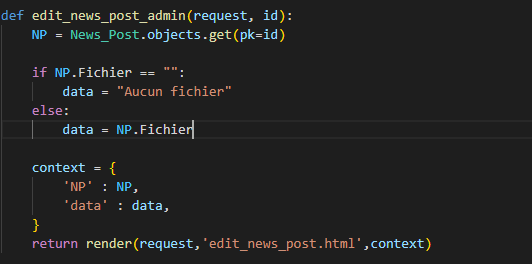 def edit_news_post_admin(request, id):
    NP = News_Post.objects.get(pk=id)
    if NP.Fichier == "":
        data = "Aucun fichier"
    else:
        data = NP.Fichier
    context = {
        'NP' : NP,
        'data' : data,
    }
    return render(request,'edit_news_post.html',context)